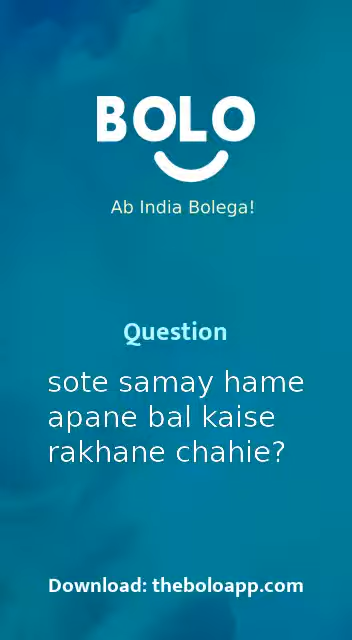 BOLO
Ab India Bolega!
Question
sote samay hame
apane bal kaise
rakhane chahie?
Download: theboloapp.com